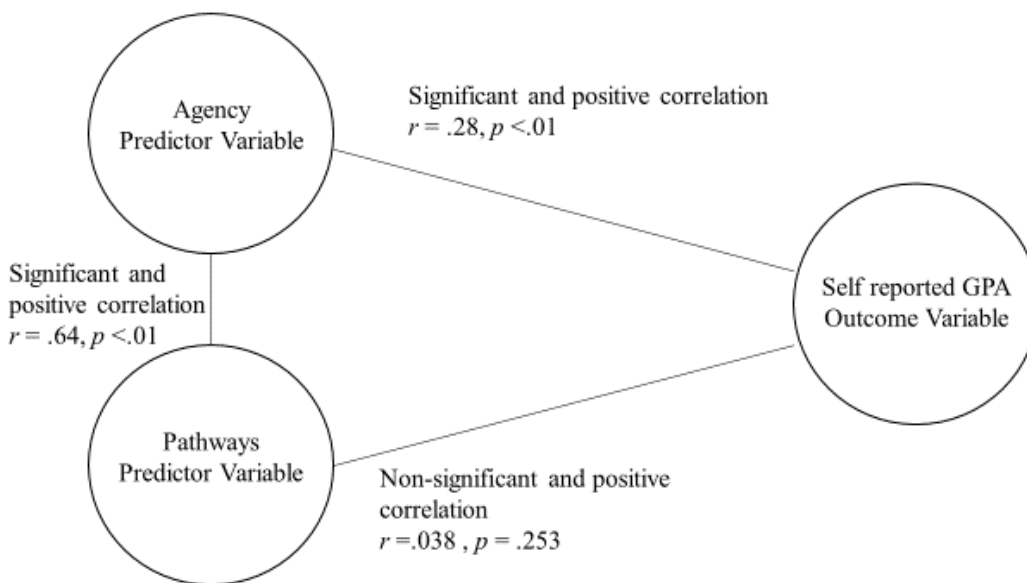 Agency
Predictor Variable
Significant and positive correlation
r = .28, p <.01
Significant and
positive correlation
r = .64, p <.01
Self reported GPA
Outcome Variable
Pathways
Predictor Variable
Non-significant and positive
correlation
r =.038 , p = .253